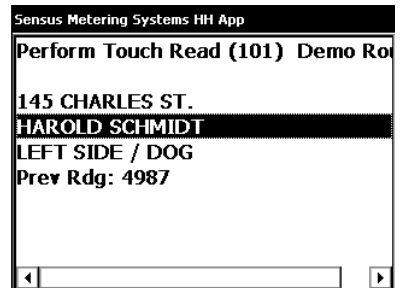 Sensus Metering Systems HH App
Perform Touch Read (101) Demo Rou
145 CHARLES ST.
HAROLD SCHMIDT
LEFT SIDE / DOG
Prev Rdg: 4987